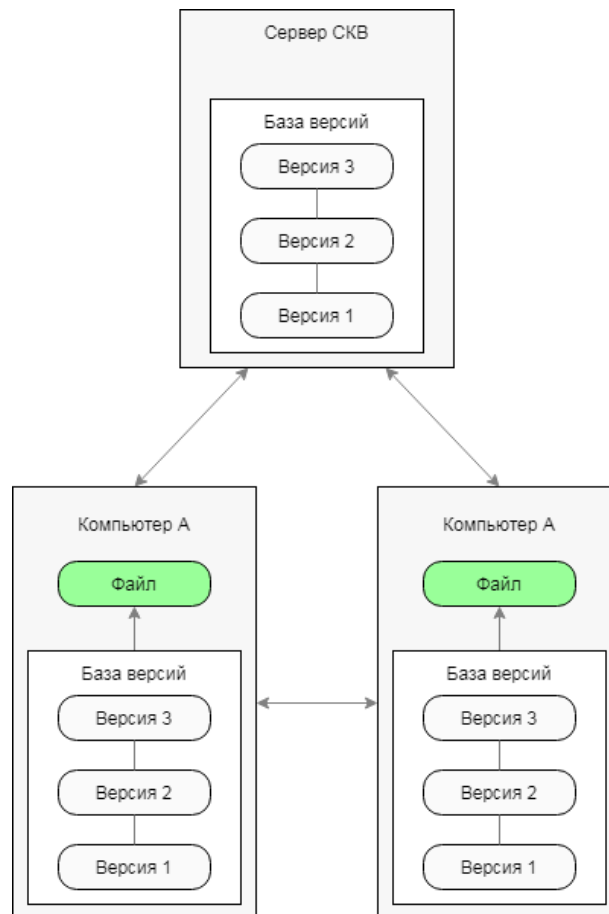 Сервер СКВ
База версий
Версия 3
Версия 2
Версия 1
Компьютер А
Файл
База версий
Версия 3
Версия 2
Версия 1
Компьютер А
Файл
База версий
Версия 3
Версия 2
Версия 1